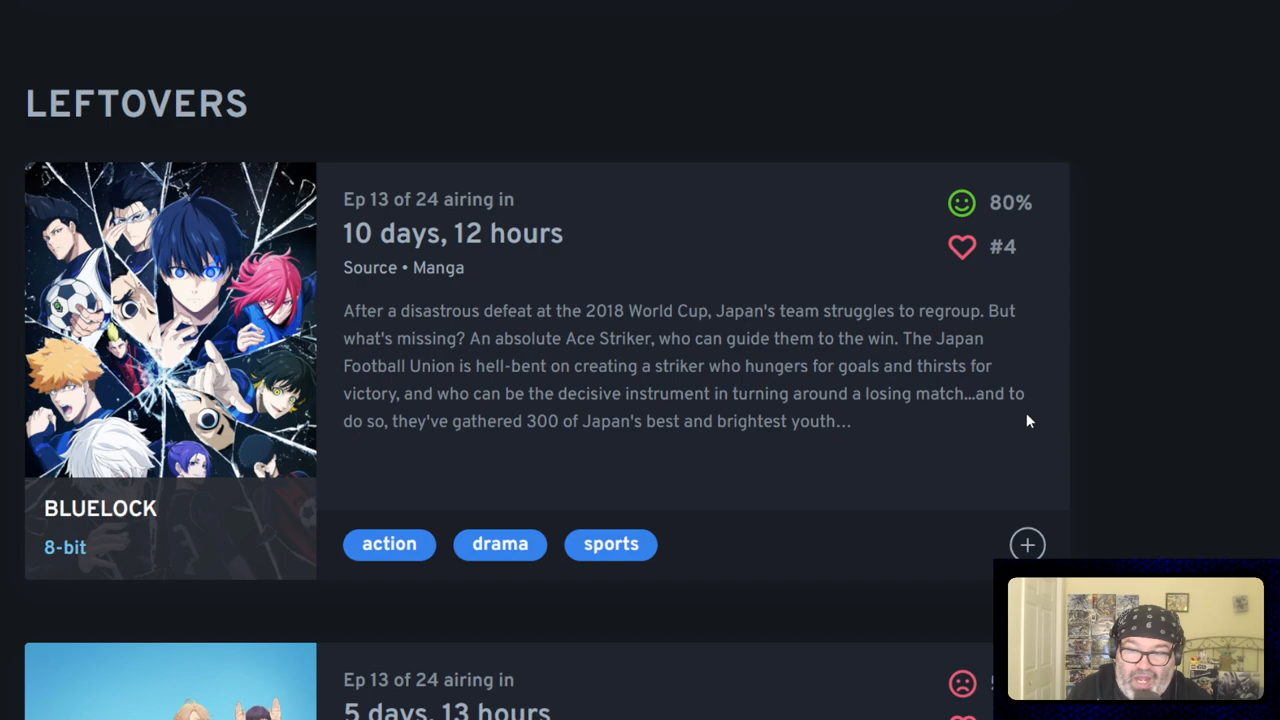 LEFTOVERS
Ep 13 of 24 airing in
10 days, 12 hours
Source • Manga
80%
#4
After a disastrous defeat at the 2018 World Cup, Japan's team struggles to regroup. But
what's missing? An absolute Ace Striker, who can guide them to the win. The Japan
Football Union is hell-bent on creating a striker who hungers for goals and thirsts for
victory, and who can be the decisive instrument in turning around a losing match...and to
do so, they've gathered 300 of Japan's best and brightest youth…
BLUELOCK
8-bit
action
drama
sports
Ep 13 of 24 airing in
5 days, 13 hours